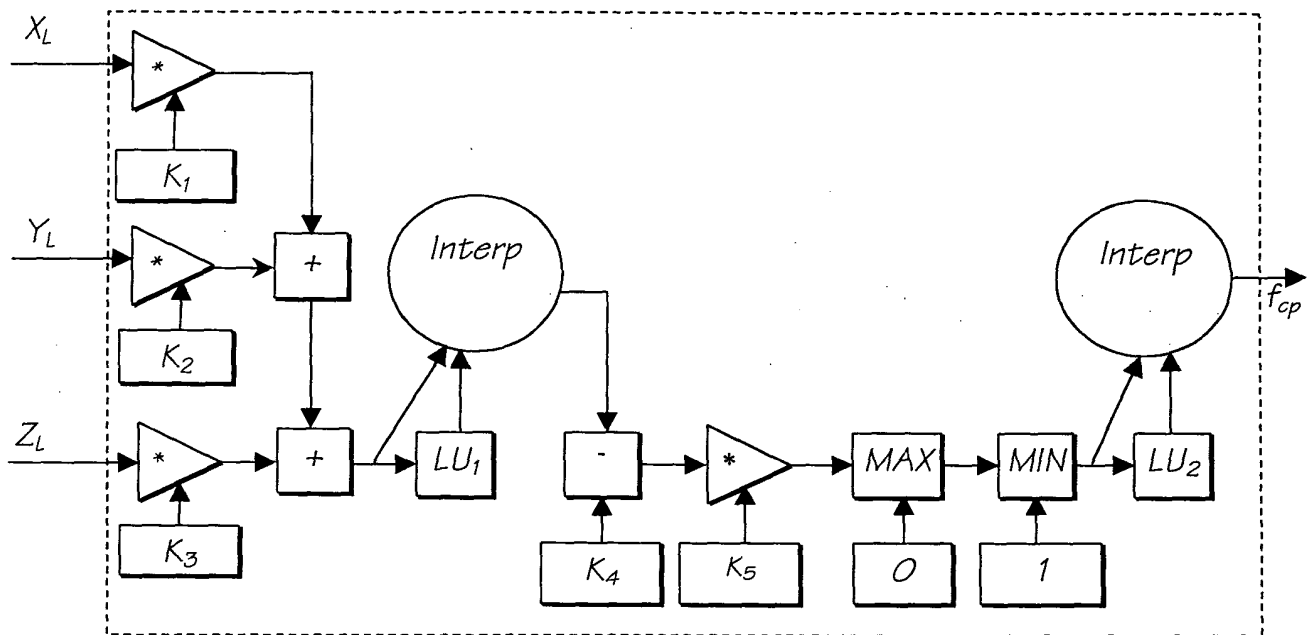 X_L
*
K_1
Y_L
*
+
K_2
Interp
Interp
f_cp
Z_L
*
+
LU_1
K_3
-
*
MAX
MIN
LU_2
K_4
K_5
0
1